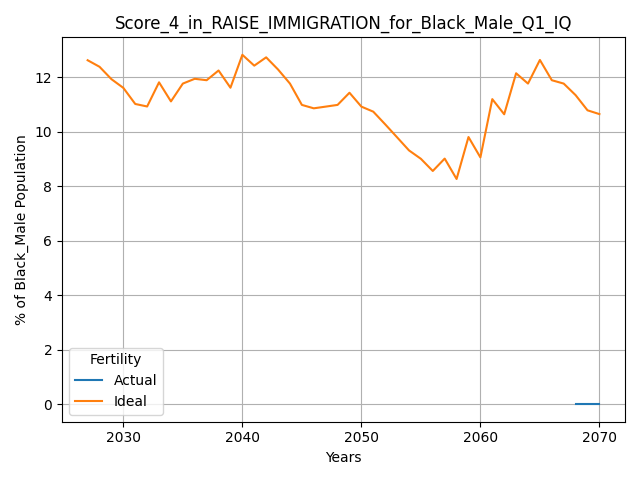 Score_4_in_RAISE_IMMIGRATION_for_Black_Male_Q1_IQ
% of Black_Male Population
12
10
8
6
4
2
0
Fertility
Actual
Ideal
2030 2040 2050 2060 2070
Years